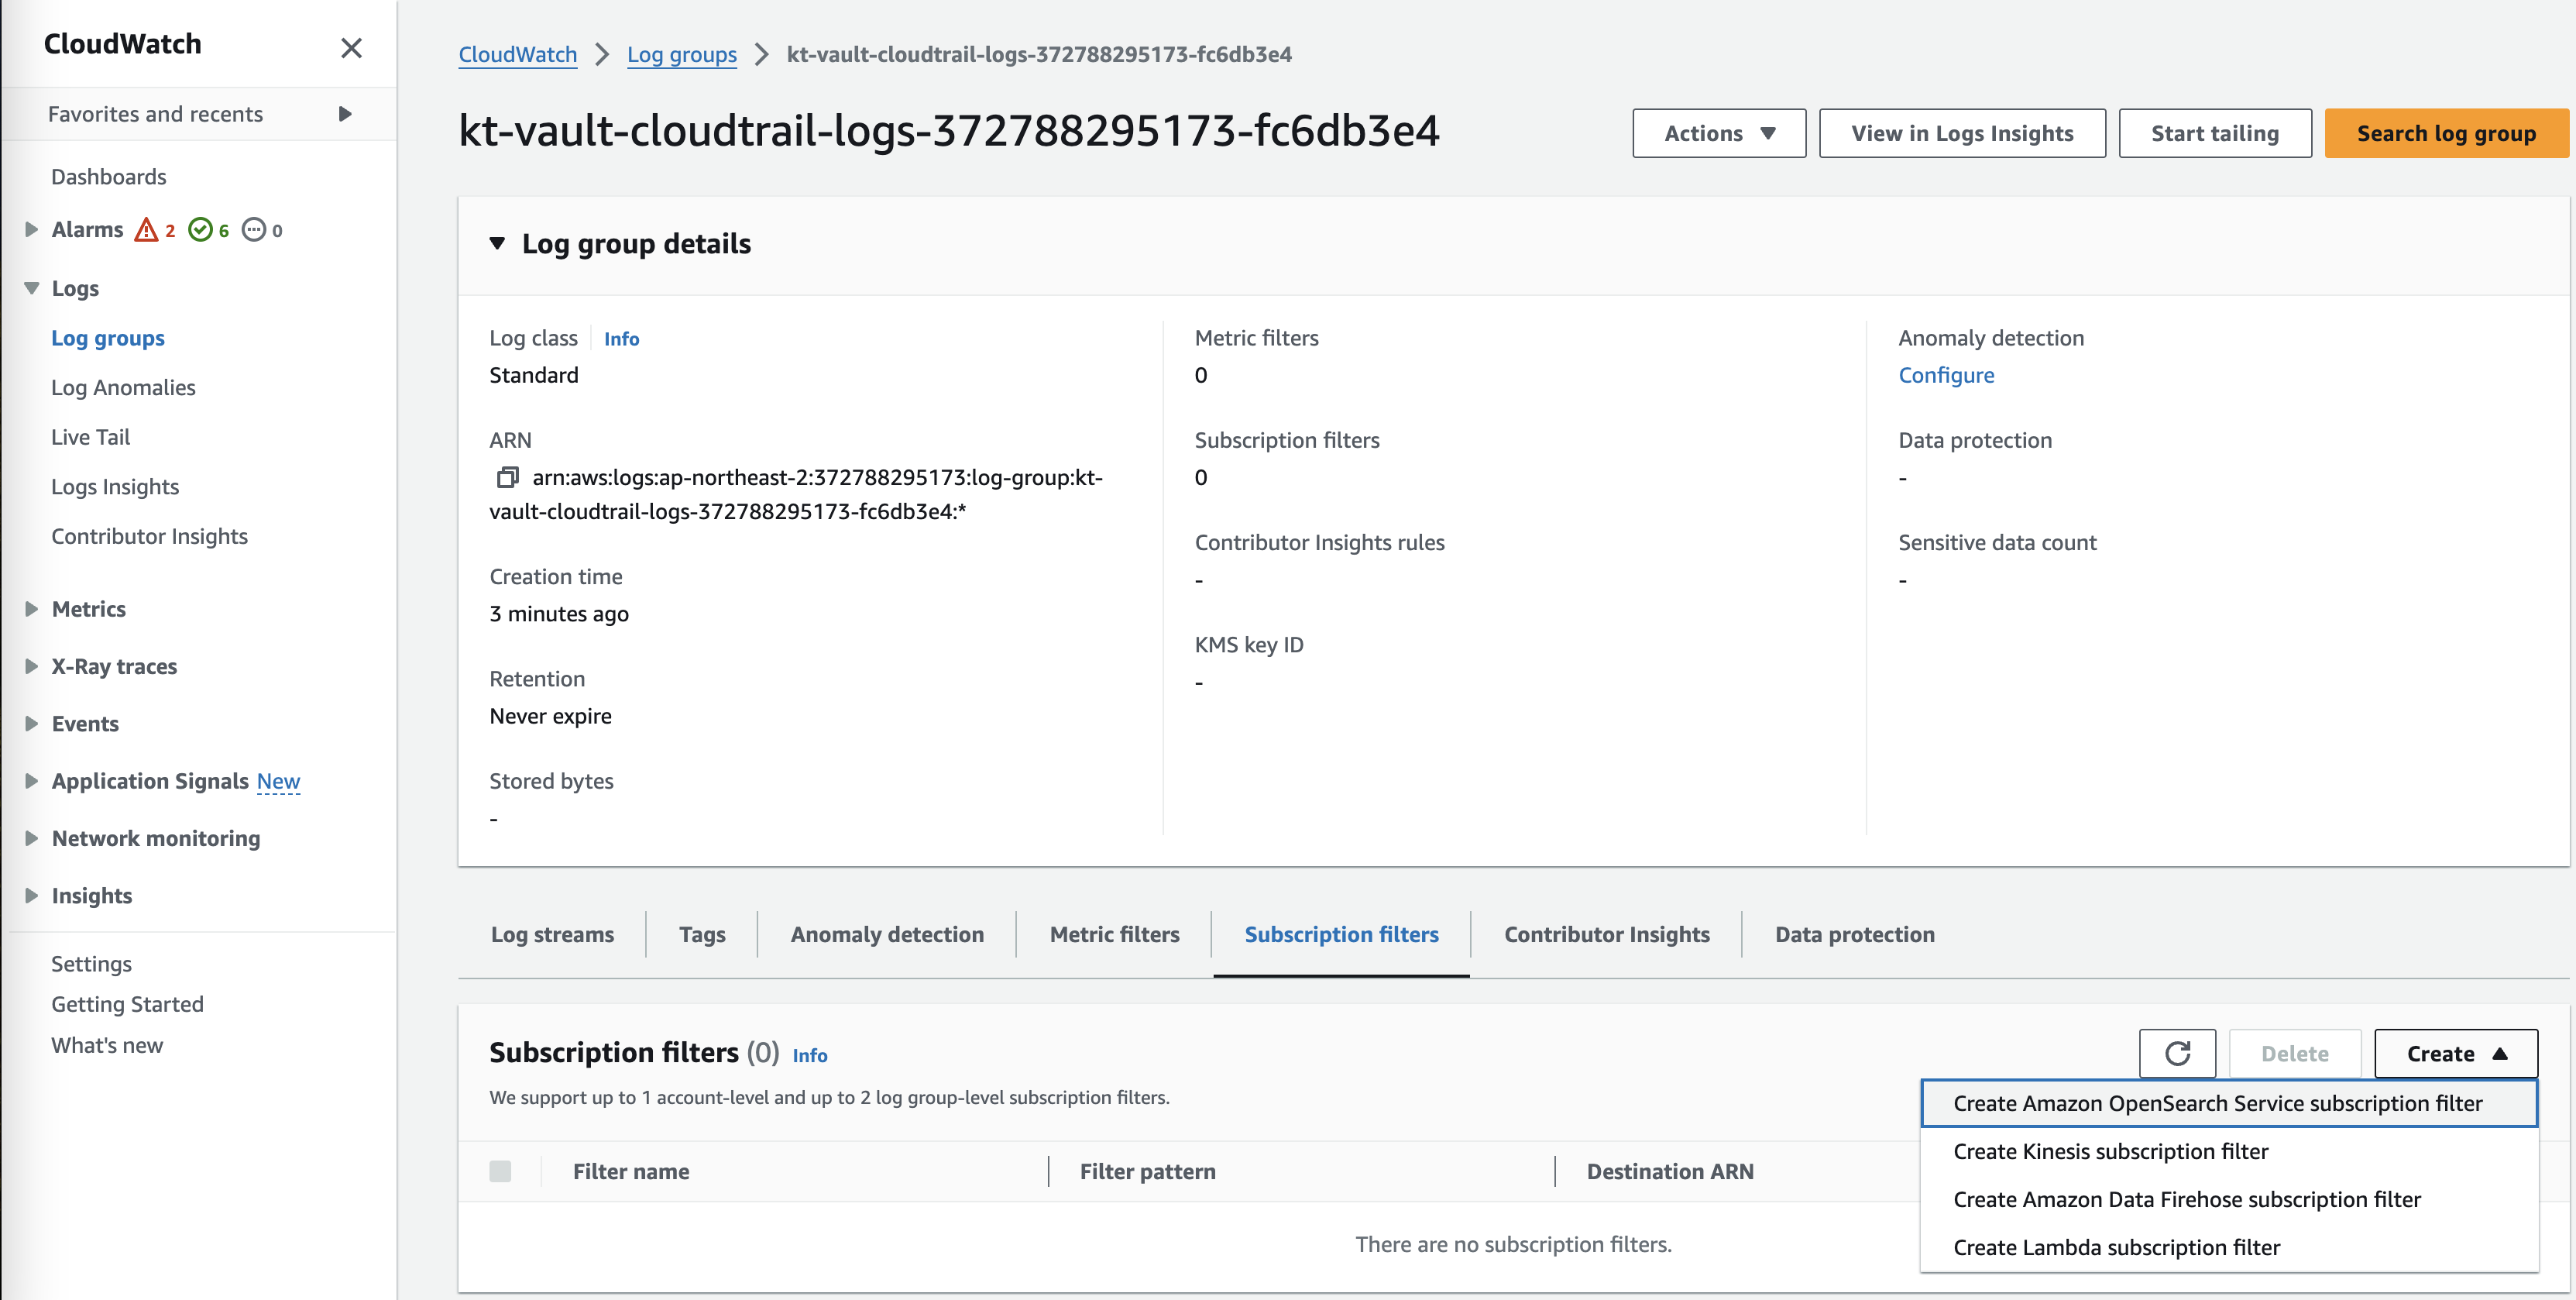 CloudWatch
Favorites and recents
Dashboards
Alarms 2 6 0
Logs
Log groups
Log Anomalies
Live Tail
Logs Insights
Contributor Insights
Metrics
X-Ray traces
Events
Application Signals New
Network monitoring
Insights
Settings
Getting Started
What's new
CloudWatch > Log groups > kt-vault-cloudtrail-logs-372788295173-fc6db3e4
kt-vault-cloudtrail-logs-372788295173-fc6db3e4
Actions
View in Logs Insights
Start tailing
Search log group
Log group details
Log class Info
Standard
ARN
arn:aws:logs:ap-northeast-2:372788295173:log-group:kt-
vault-cloudtrail-logs-372788295173-fc6db3e4:*
Creation time
3 minutes ago
Retention
Never expire
Stored bytes
-
Metric filters
0
Subscription filters
0
Contributor Insights rules
-
KMS key ID
-
Anomaly detection
Configure
Data protection
-
Sensitive data count
-
Log streams
Tags
Anomaly detection
Metric filters
Subscription filters
Contributor Insights
Data protection
Subscription filters (0) Info
We support up to 1 account-level and up to 2 log group-level subscription filters.
Delete
Create
Create Amazon OpenSearch Service subscription filter
Create Kinesis subscription filter
Create Amazon Data Firehose subscription filter
Create Lambda subscription filter
Filter name
Filter pattern
Destination ARN
There are no subscription filters.